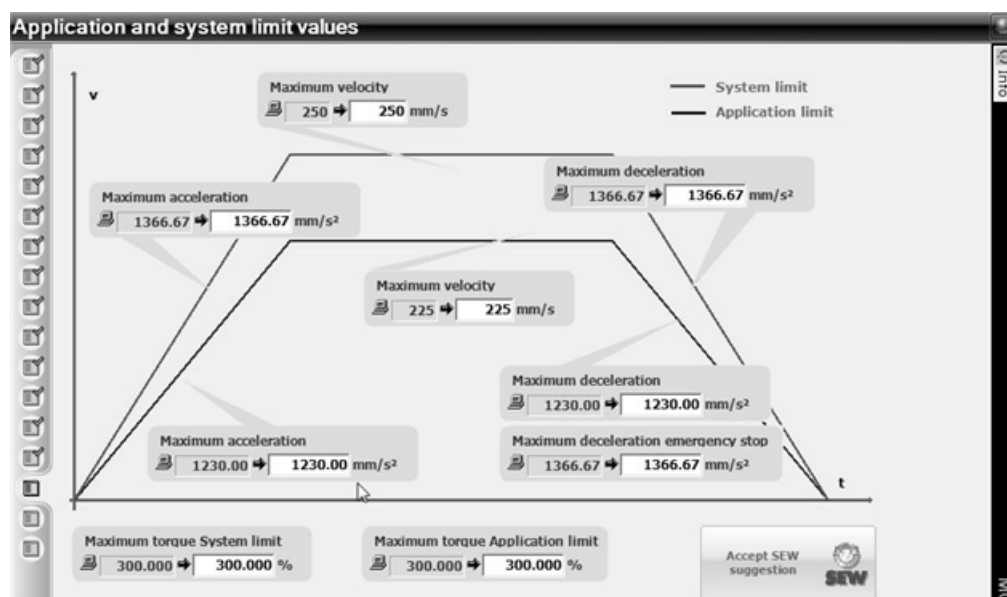 Application and system limit values
Info
v
Maximum velocity
250 250 mm/s
System limit
Application limit
Maximum deceleration
1366.67 1366.67 mm/s²
Maximum acceleration
1366.67 1366.67 mm/s²
Maximum velocity
225 225 mm/s
Maximum deceleration
1230.00 1230.00 mm/s²
Maximum acceleration
1230.00 1230.00 mm/s²
Maximum deceleration emergency stop
1366.67 1366.67 mm/s²
t
Maximum torque System limit
300.000 300.000 %
Maximum torque Application limit
300.000 300.000 %
Accept SEW
suggestion
SEW